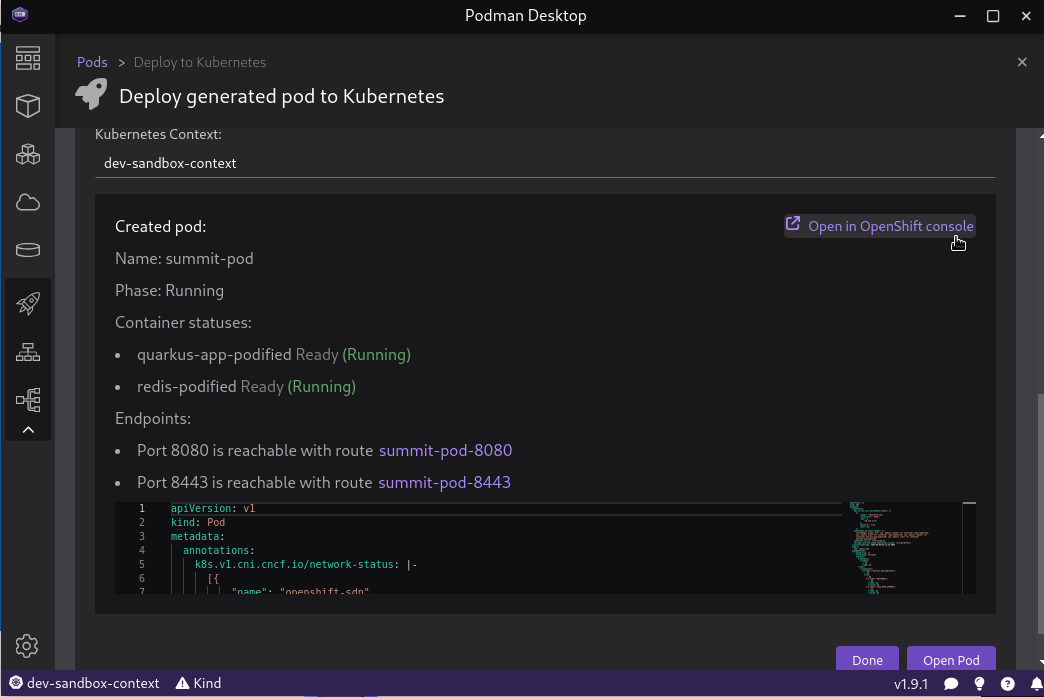 Podman Desktop
Pods > Deploy to Kubernetes
Deploy generated pod to Kubernetes
Kubernetes Context:
dev-sandbox-context
Created pod:
Open in OpenShift console
Name: summit-pod
Phase: Running
Container statuses:
• quarkus-app-podified Ready (Running)
• redis-podified Ready (Running)
Endpoints:
• Port 8080 is reachable with route summit-pod-8080
• Port 8443 is reachable with route summit-pod-8443
1 apiVersion: v1
2 kind: Pod
3 metadata:
4 annotations:
5 k8s.v1.cni.cncf.io/network-status: |-
6 [{
7 "name": "openshift-sdn"
Done
Open Pod
dev-sandbox-context
Kind
v1.9.1